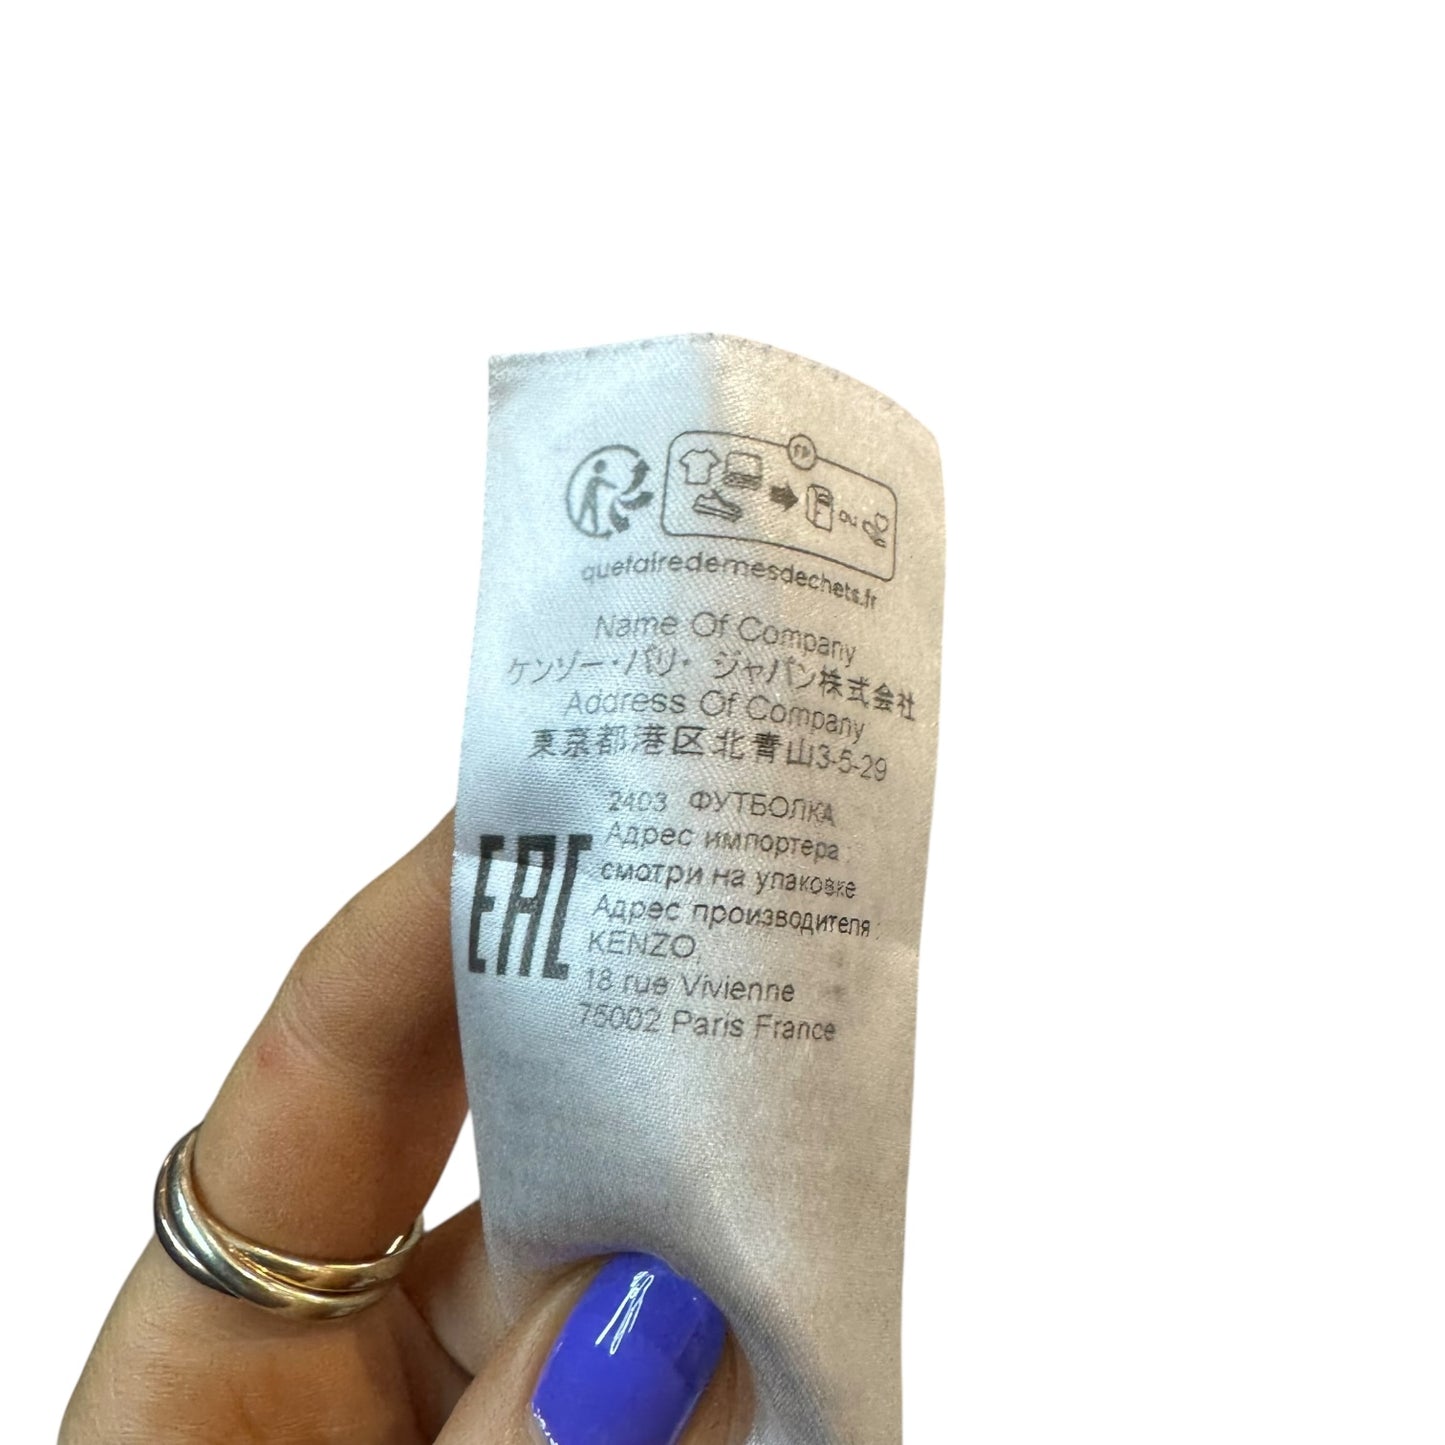 FR
ou
quefairedemesdechets.fr
Name Of Company
ケンゾー・パリ・ ジャパン株式会社
Address Of Company
東京都港区北青山3-5-29
2403 ФУТБОЛКА
Адрес импортера :
смотри на упаковке
Адрес производителя :
EAC
KENZO
18 rue Vivienne
75002 Paris France